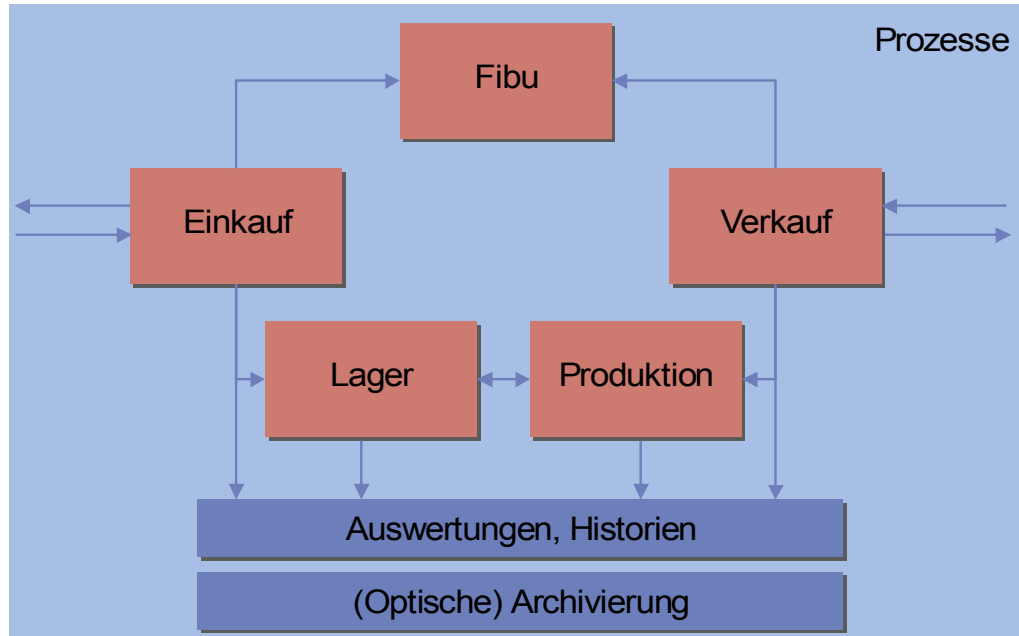 Prozesse
Fibu
Einkauf
Verkauf
Lager
Produktion
Auswertungen, Historien
(Optische) Archivierung